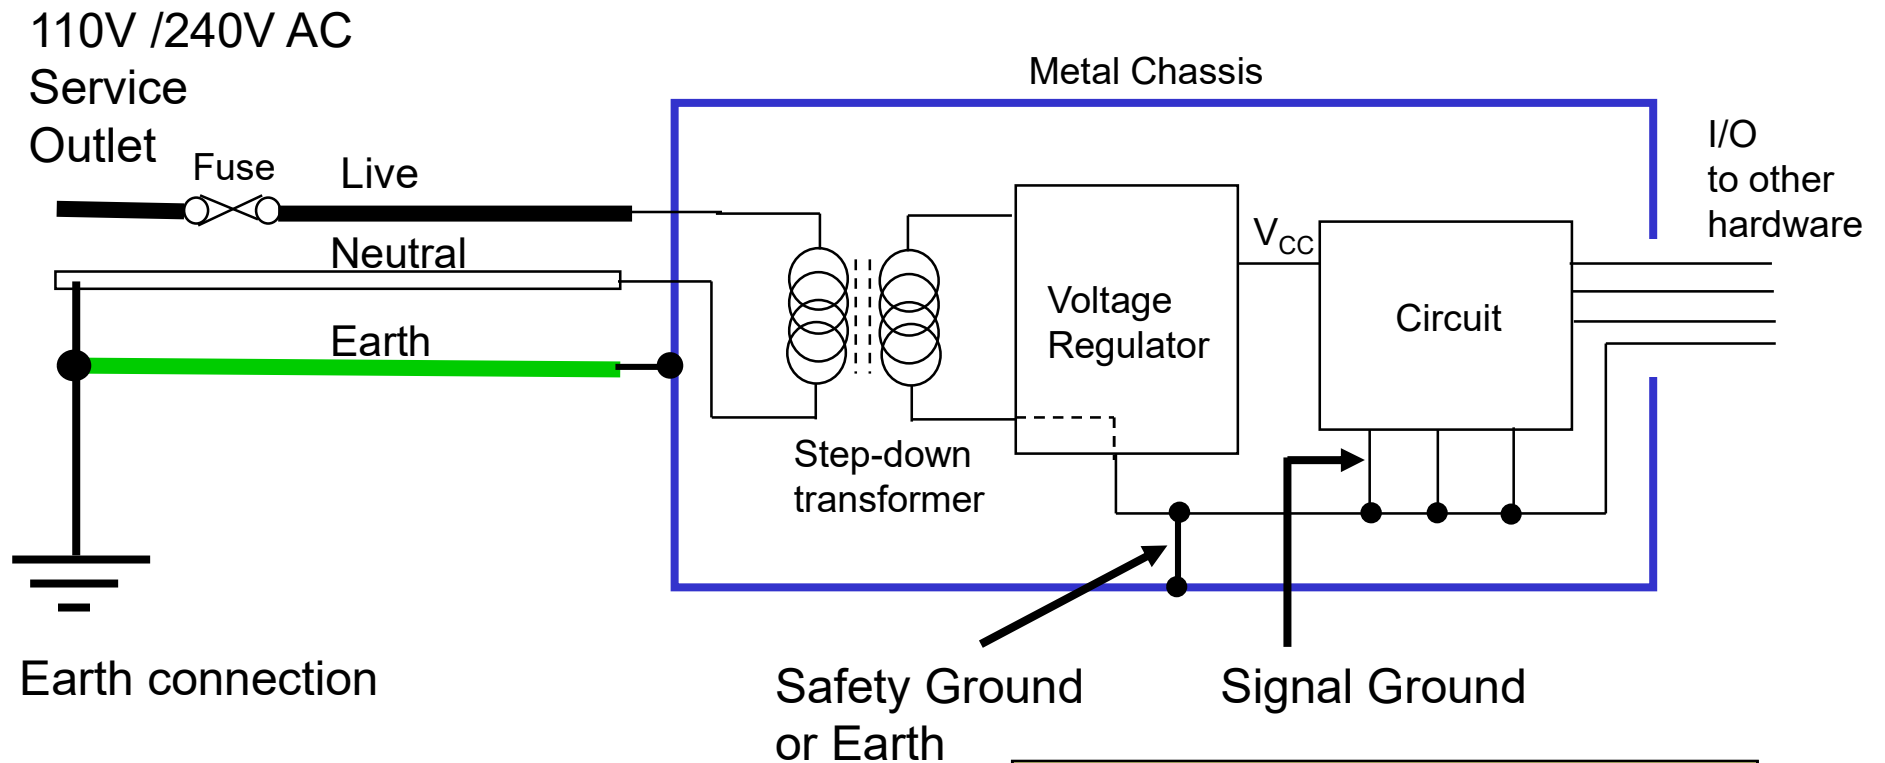 110V /240V AC
Service
Outlet
Fuse
Live
Neutral
Earth
Earth connection
Metal Chassis
Step-down
transformer
Voltage
Regulator
VCC
Circuit
I/O
to other
hardware
Safety Ground
or Earth
Signal Ground